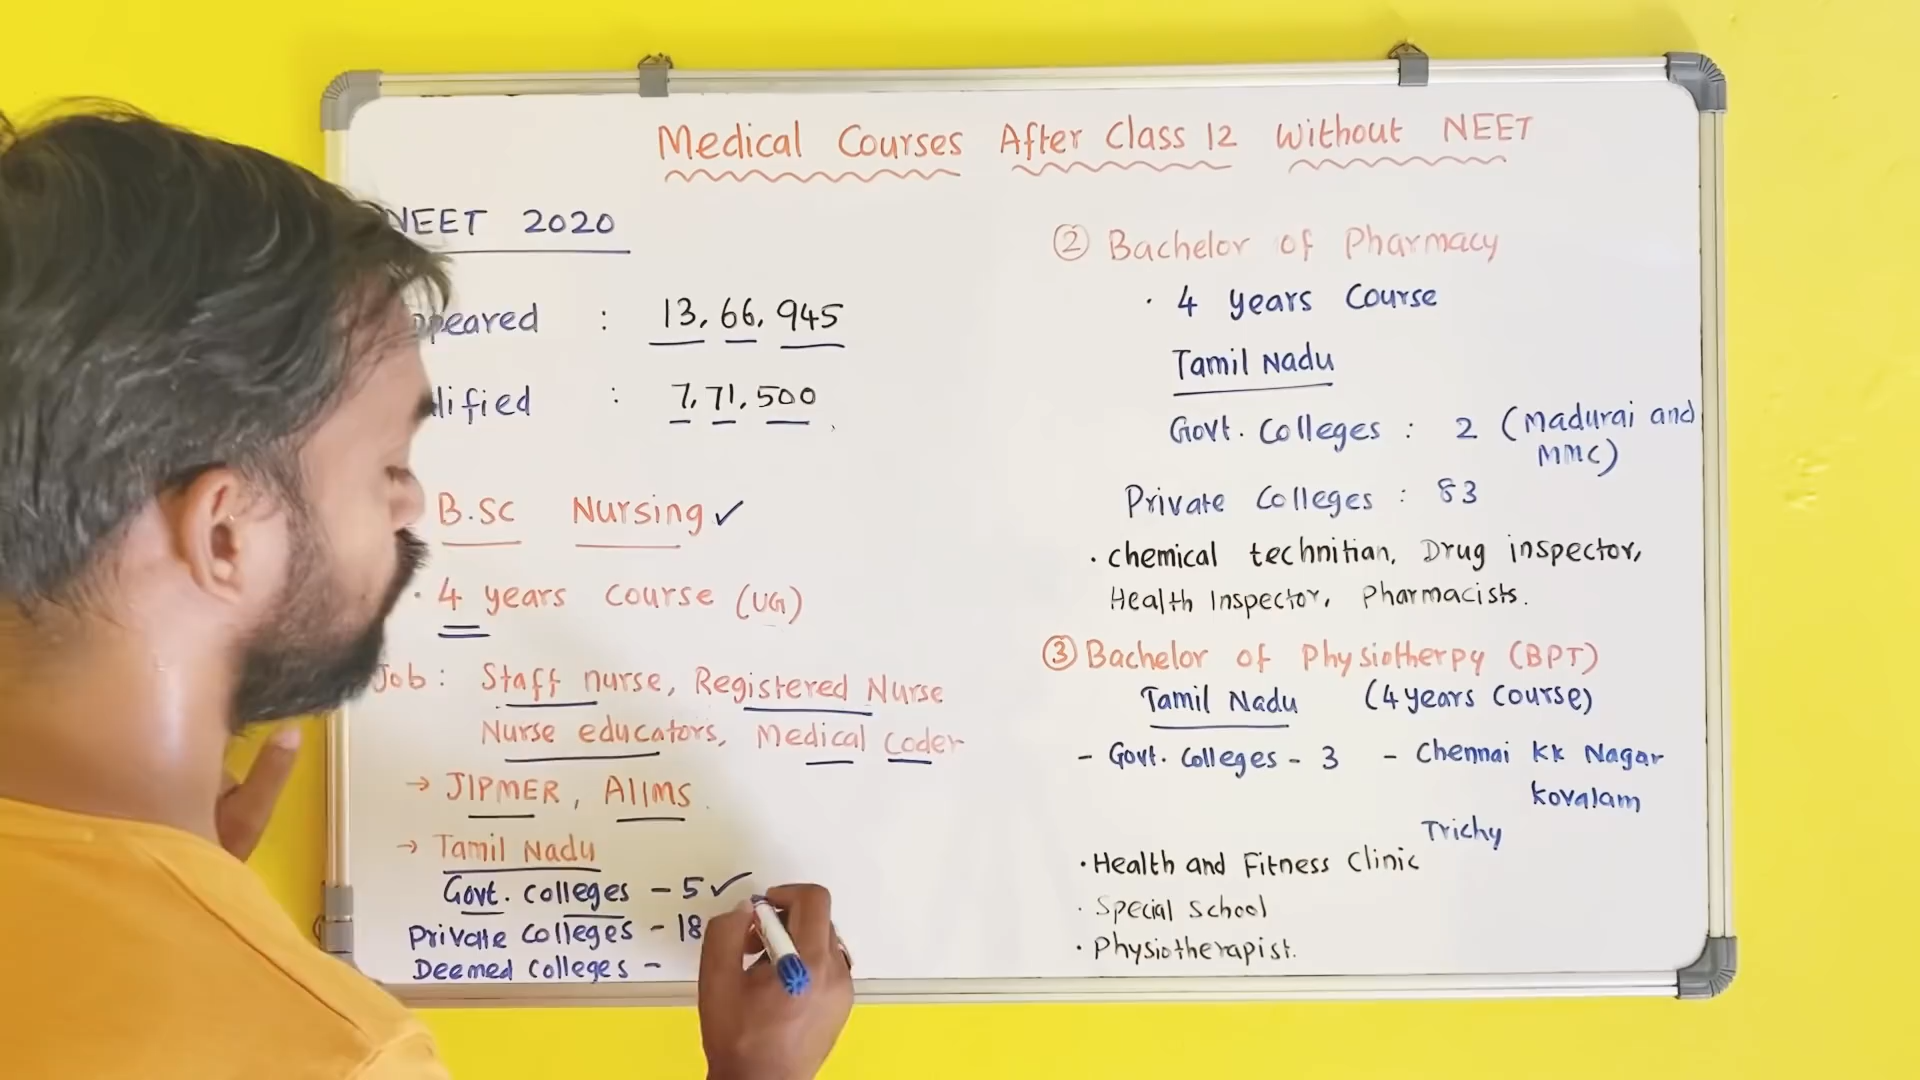 Medical Courses After Class 12 Without NEET
NEET 2020
: 13,66,945
: 7,71,500
B.Sc Nursing ✓
· 4 years Course (UG)
Job: Staff nurse, Registered Nurse
Nurse educators, Medical Coder
→ JIPMER, AIIMS.
→ Tamil Nadu
Govt. Colleges - 5 ✓
Private Colleges -
Deemed Colleges -
② Bachelor of Pharmacy
· 4 years Course
Tamil Nadu
Govt. Colleges : 2 (Madurai and
MMC)
Private Colleges : 83
· chemical technitian, Drug inspector,
Health Inspector, Pharmacists.
③ Bachelor of Physiotherpy (BPT)
Tamil Nadu (4 years Course)
- Govt. Colleges - 3 - Chennai KK Nagar
Kovalam
Trichy
· Health and Fitness Clinic
· Special School
· Physiotherapist.